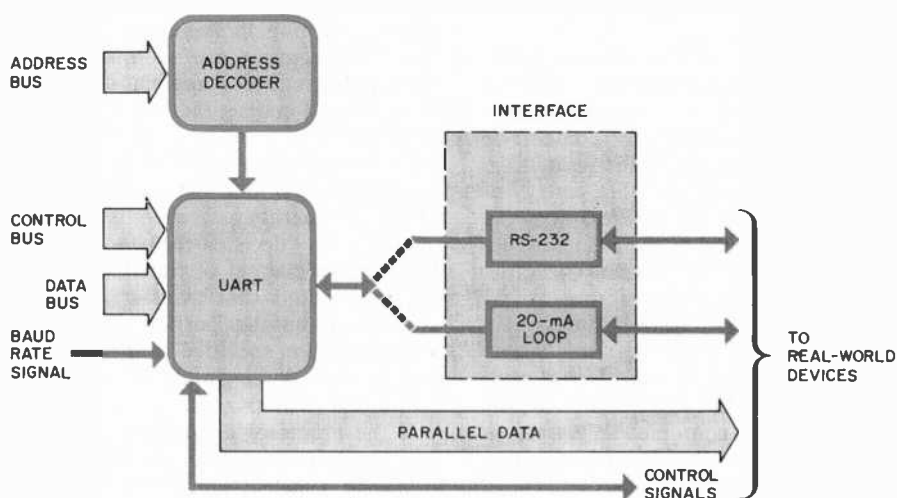 ADDRESS
BUS
ADDRESS
DECODER
INTERFACE
CONTROL
BUS
DATA
BUS
BAUD
RATE
SIGNAL
UART
RS-232
20-mA
LOOP
TO
REAL-WORLD
DEVICES
PARALLEL DATA
CONTROL
SIGNALS